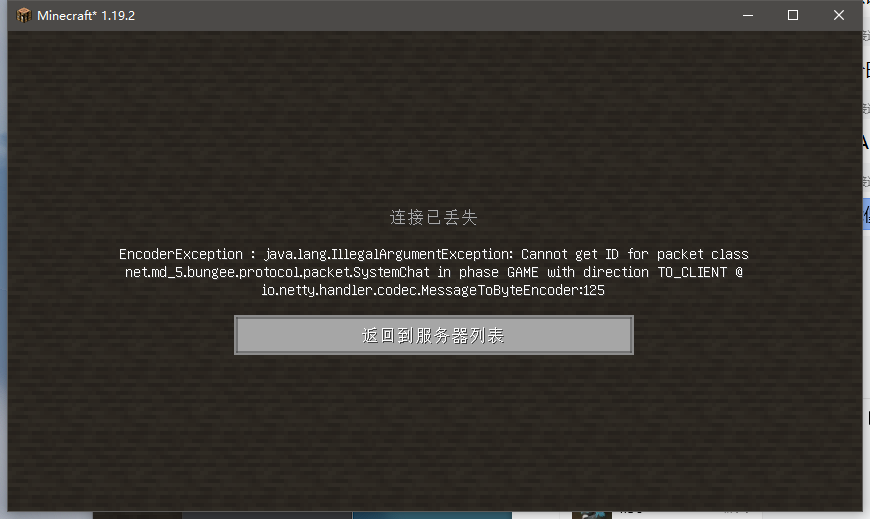 Minecraft* 1.19.2
连接已丢失
EncoderException : java.lang.IllegalArgumentException: Cannot get ID for packet class
net.md_5.bungee.protocol.packet.SystemChat in phase GAME with direction TO_CLIENT @
io.netty.handler.codec.MessageToByteEncoder:125
返回到服务器列表